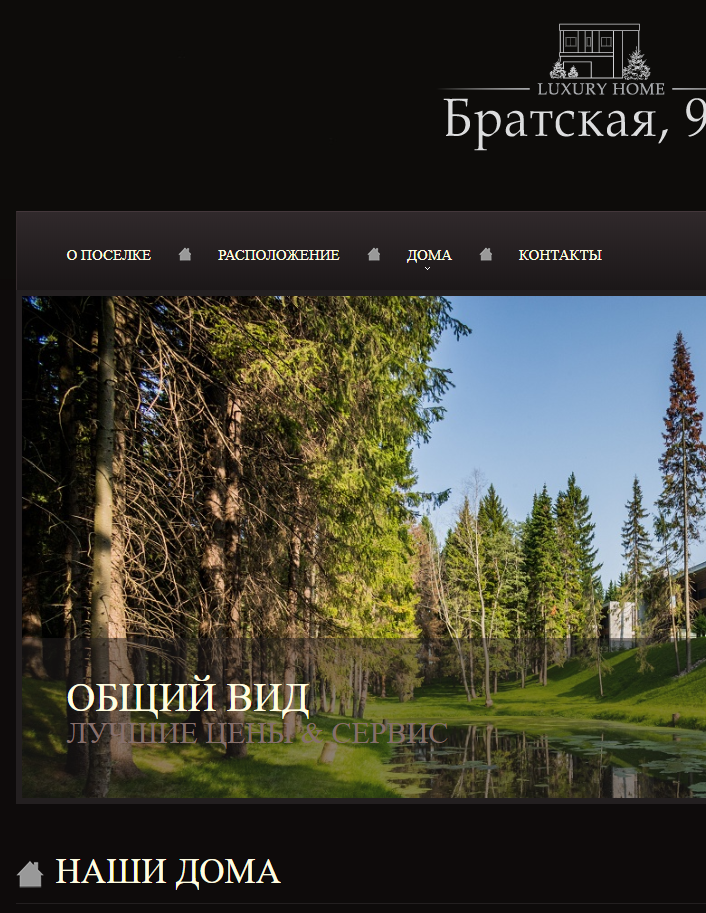 LUXURY HOME
Братская, 9
О ПОСЕЛКЕ РАСПОЛОЖЕНИЕ ДОМА КОНТАКТЫ
ОБЩИЙ ВИД
ЛУЧШИЕ ЦЕНЫ & СЕРВИС
НАШИ ДОМА